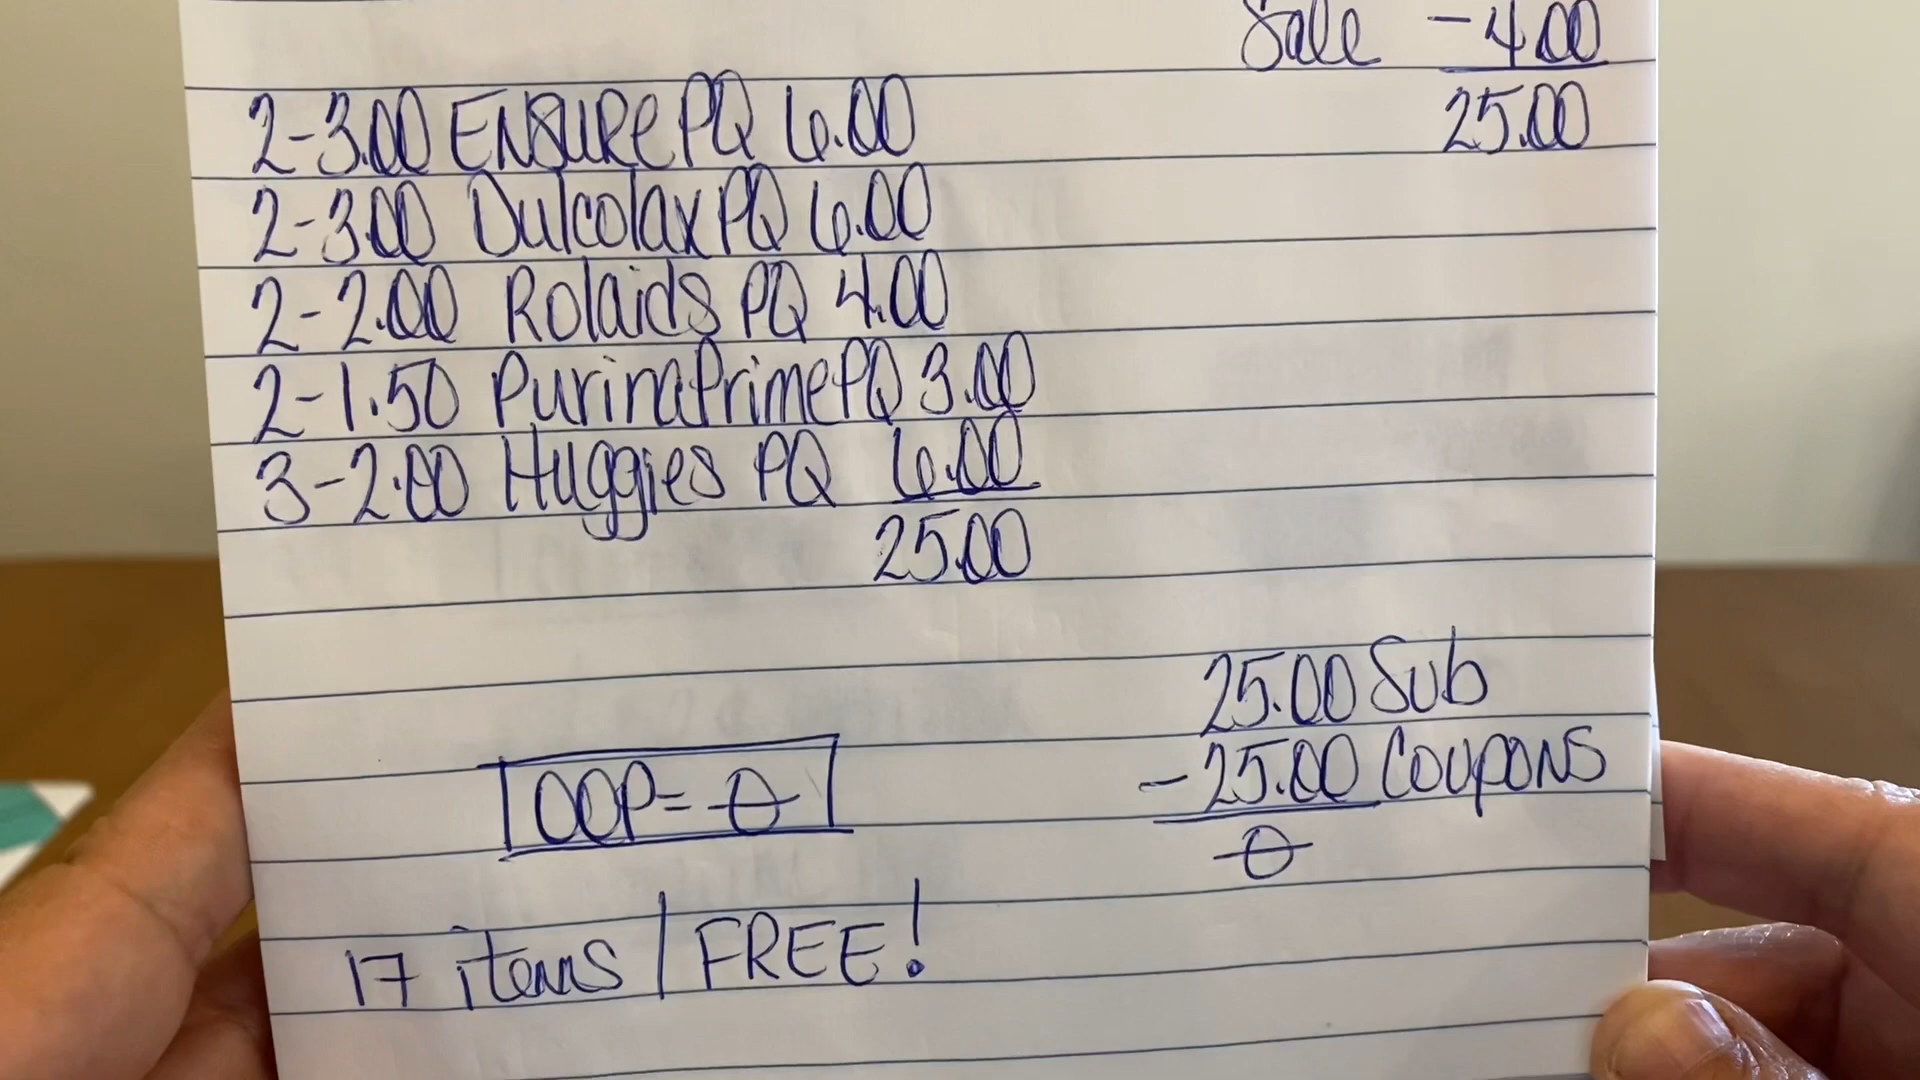 Sale -4.00
25.00
2-3.00 ENSURE PQ 6.00
2-3.00 Dulcolax PQ 6.00
2-2.00 Rolaids PQ 4.00
2-1.50 Purina Prime PQ 3.00
3-2.00 Huggies PQ 6.00
25.00
25.00 Sub
-25.00 COUPONS
0
OOP= 0
17 items / FREE!